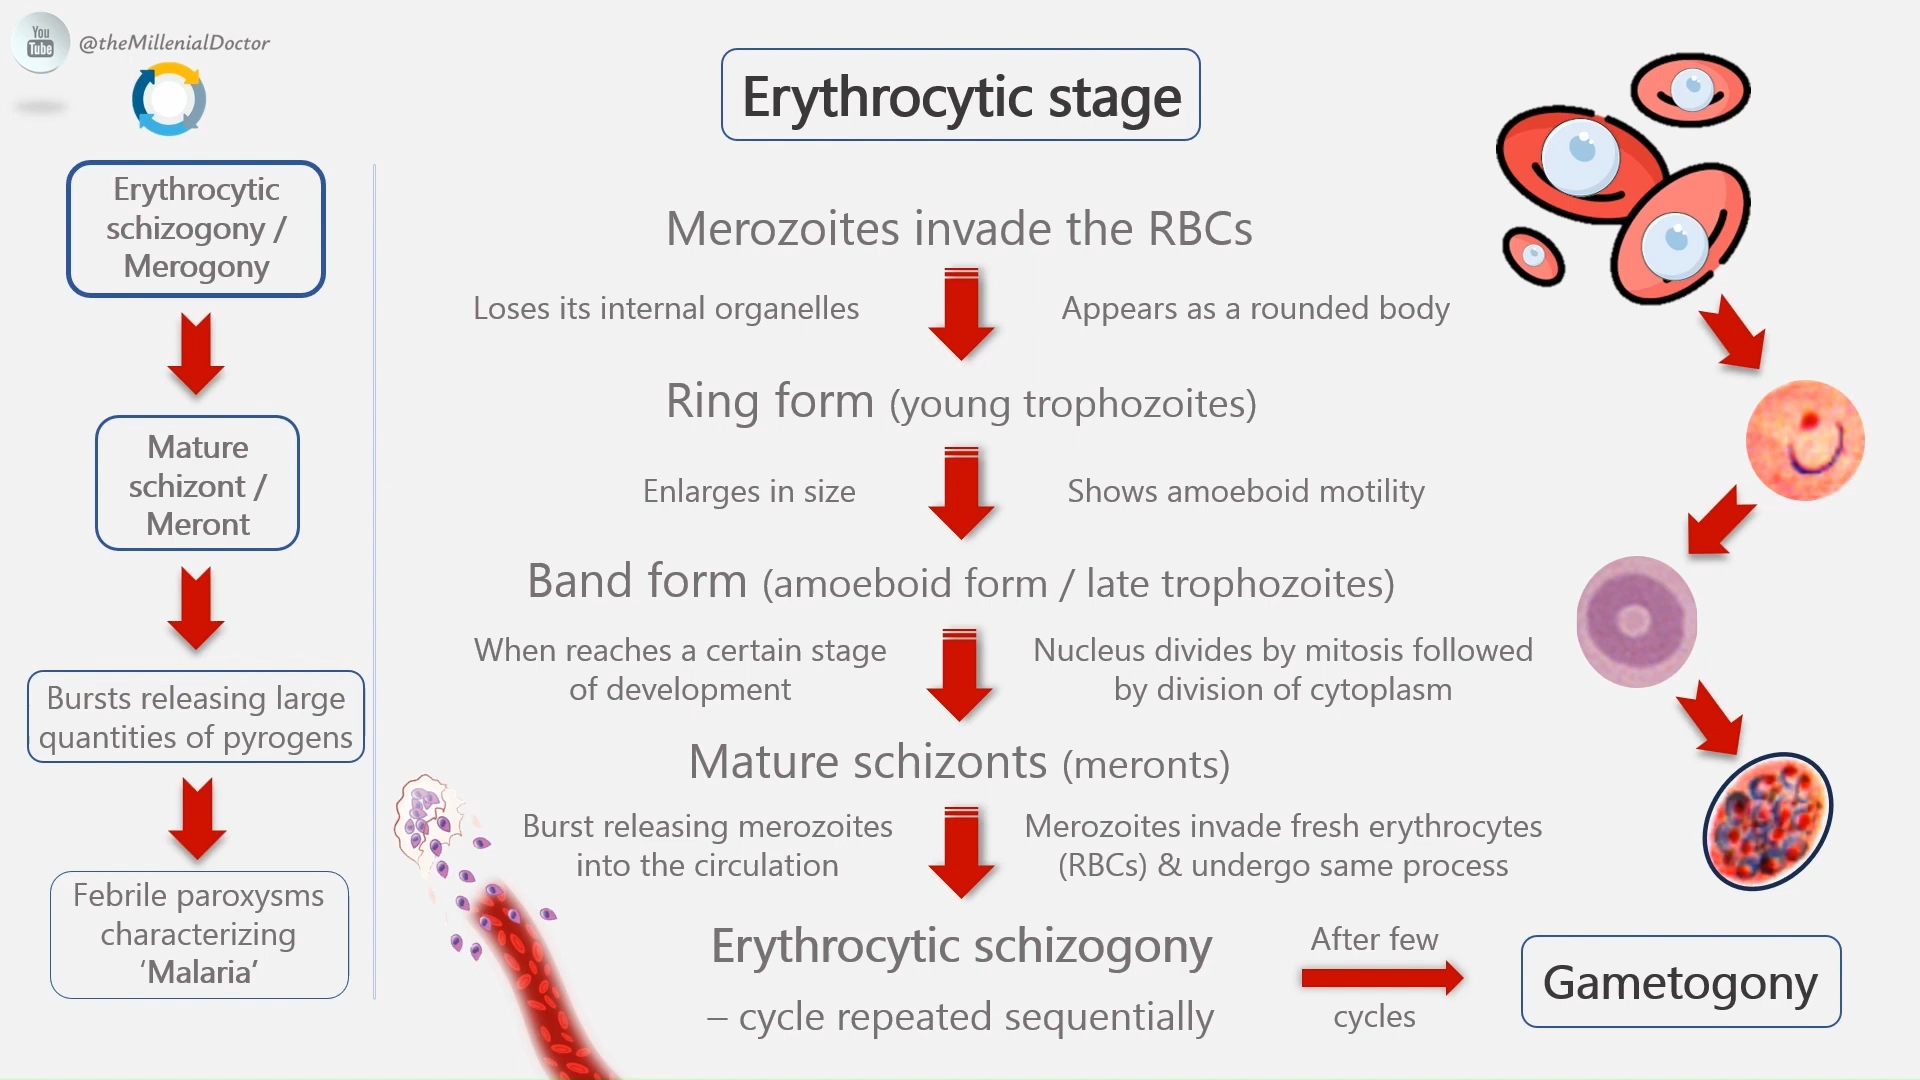 You
Tube
@theMillenialDoctor
Erythrocytic
schizogony /
Merogony
Mature
schizont /
Meront
Bursts releasing large
quantities of pyrogens
Febrile paroxysms
characterizing
‘Malaria’
Erythrocytic stage
Merozoites invade the RBCs
Loses its internal organelles
Appears as a rounded body
Ring form (young trophozoites)
Enlarges in size
Shows amoeboid motility
Band form (amoeboid form / late trophozoites)
When reaches a certain stage
of development
Nucleus divides by mitosis followed
by division of cytoplasm
Mature schizonts (meronts)
Burst releasing merozoites
into the circulation
Merozoites invade fresh erythrocytes
(RBCs) & undergo same process
Erythrocytic schizogony
– cycle repeated sequentially
After few
cycles
Gametogony